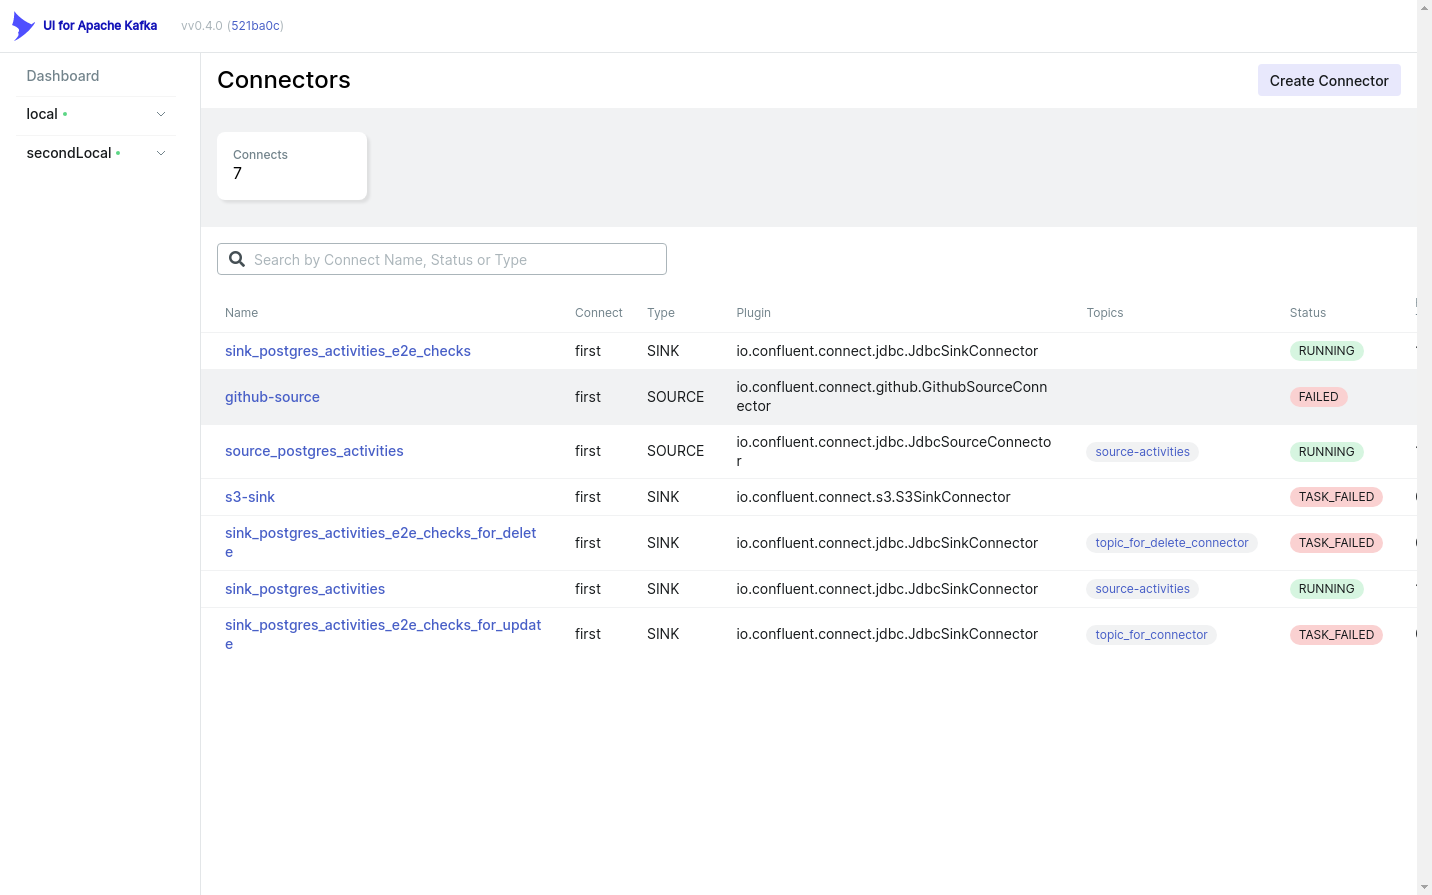 UI for Apache Kafka vv0.4.0 (521ba0c)
Dashboard
local
secondLocal
Connectors
Create Connector
Connects
7
Search by Connect Name, Status or Type
Name Connect Type Plugin Topics Status
sink_postgres_activities_e2e_checks first SINK io.confluent.connect.jdbc.JdbcSinkConnector RUNNING
github-source first SOURCE io.confluent.connect.github.GithubSourceConn
ector FAILED
source_postgres_activities first SOURCE io.confluent.connect.jdbc.JdbcSourceConnecto
r source-activities RUNNING
s3-sink first SINK io.confluent.connect.s3.S3SinkConnector TASK_FAILED
sink_postgres_activities_e2e_checks_for_delet
e first SINK io.confluent.connect.jdbc.JdbcSinkConnector topic_for_delete_connector TASK_FAILED
sink_postgres_activities first SINK io.confluent.connect.jdbc.JdbcSinkConnector source-activities RUNNING
sink_postgres_activities_e2e_checks_for_updat
e first SINK io.confluent.connect.jdbc.JdbcSinkConnector topic_for_connector TASK_FAILED